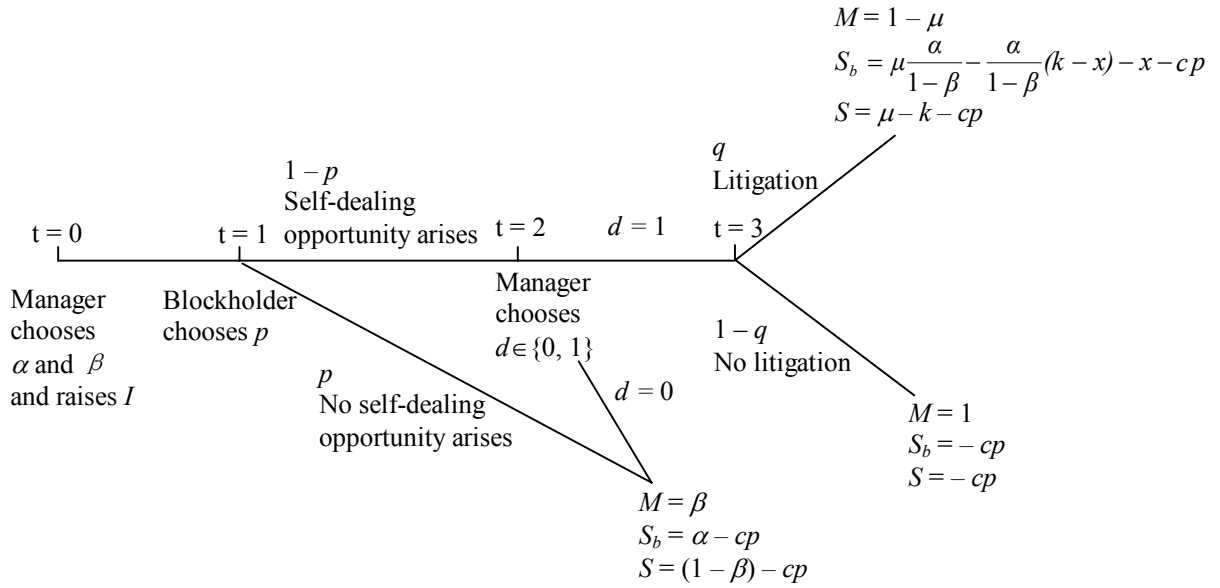 M = 1 – μ
S_b = μ α/(1 – β) – α/(1 – β) (k – x) – x – c p
S = μ – k – cp
q
Litigation
1 – p
Self-dealing
opportunity arises
t = 0
t = 1
t = 2
d = 1
t = 3
Manager
chooses
α and β
and raises I
Blockholder
chooses p
Manager
chooses
d∈{0, 1}
1 – q
No litigation
p
No self-dealing
opportunity arises
d = 0
M = 1
S_b = – cp
S = – cp
M = β
S_b = α – cp
S = (1 – β) – cp